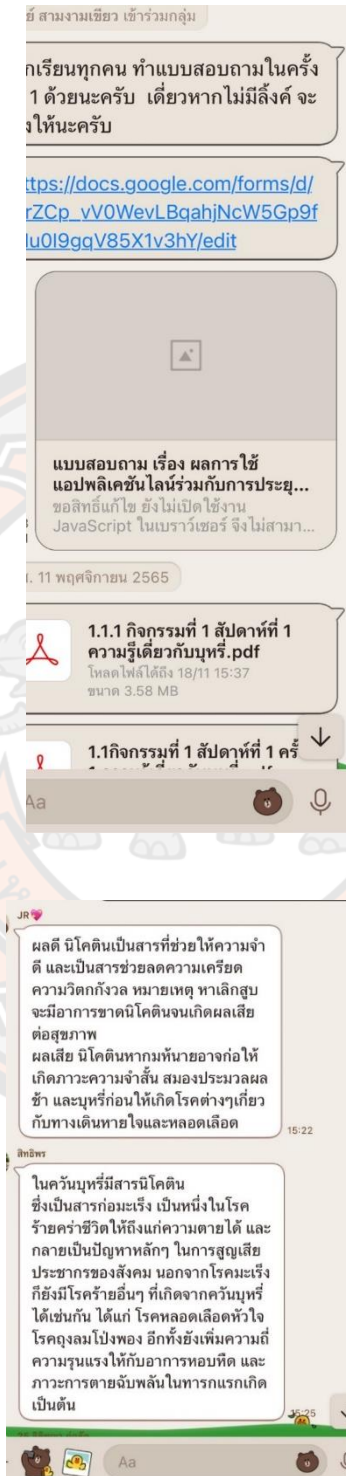 ย์ สามงามเขียว เข้าร่วมกลุ่ม
กเรียนทุกคน ทำแบบสอบถามในครั้ง
1 ด้วยนะครับ เดี่ยวหากไม่มีลิ้งค์ จะ
งให้นะครับ
ttps://docs.google.com/forms/d/
rZCp_vV0WevLBqahjNcW5Gp9f
lu0I9gqV85X1v3hY/edit
แบบสอบถาม เรื่อง ผลการใช้
แอปพลิเคชันไลน์ร่วมกับการประยุ...
ขอสิทธิ์แก้ไข ยังไม่เปิดใช้งาน
JavaScript ในเบราว์เซอร์ จึงไม่สามา...
. 11 พฤศจิกายน 2565
1.1.1 กิจกรรมที่ 1 สัปดาห์ที่ 1
ความรู้เดี่ยวกับบุหรี่.pdf
โหลดไฟล์ได้ถึง 18/11 15:37
ขนาด 3.58 MB
1.1กิจกรรมที่ 1 สัปดาห์ที่ 1 ครั้
Aa
JR💖
ผลดี นิโคตินเป็นสารที่ช่วยให้ความจำ
ดี และเป็นสารช่วยลดความเครียด
ความวิตกกังวล หมายเหตุ หาเลิกสูบ
จะมีอาการขาดนิโคตินจนเกิดผลเสีย
ต่อสุขภาพ
ผลเสีย นิโคตินหากมห้นายอาจก่อให้
เกิดภาวะความจำสั้น สมองประมวลผล
ช้า และบุหรี่ก่อนให้เกิดโรคต่างๆเกี่ยว
กับทางเดินหายใจและหลอดเลือด
15:22
สิทธิพร
ในควันบุหรี่มีสารนิโคติน
ซึ่งเป็นสารก่อมะเร็ง เป็นหนึ่งในโรค
ร้ายคร่าชีวิตให้ถึงแก่ความตายได้ และ
กลายเป็นปัญหาหลักๆ ในการสูญเสีย
ประชากรของสังคม นอกจากโรคมะเร็ง
ก็ยังมีโรคร้ายอื่นๆ ที่เกิดจากควันบุหรี่
ได้เช่นกัน ได้แก่ โรคหลอดเลือดหัวใจ
โรคถุงลมโป่งพอง อีกทั้งยังเพิ่มความถี่
ความรุนแรงให้กับอาการหอบหืด และ
ภาวะการตายฉับพลันในทารกแรกเกิด
เป็นต้น
15:25
Aa